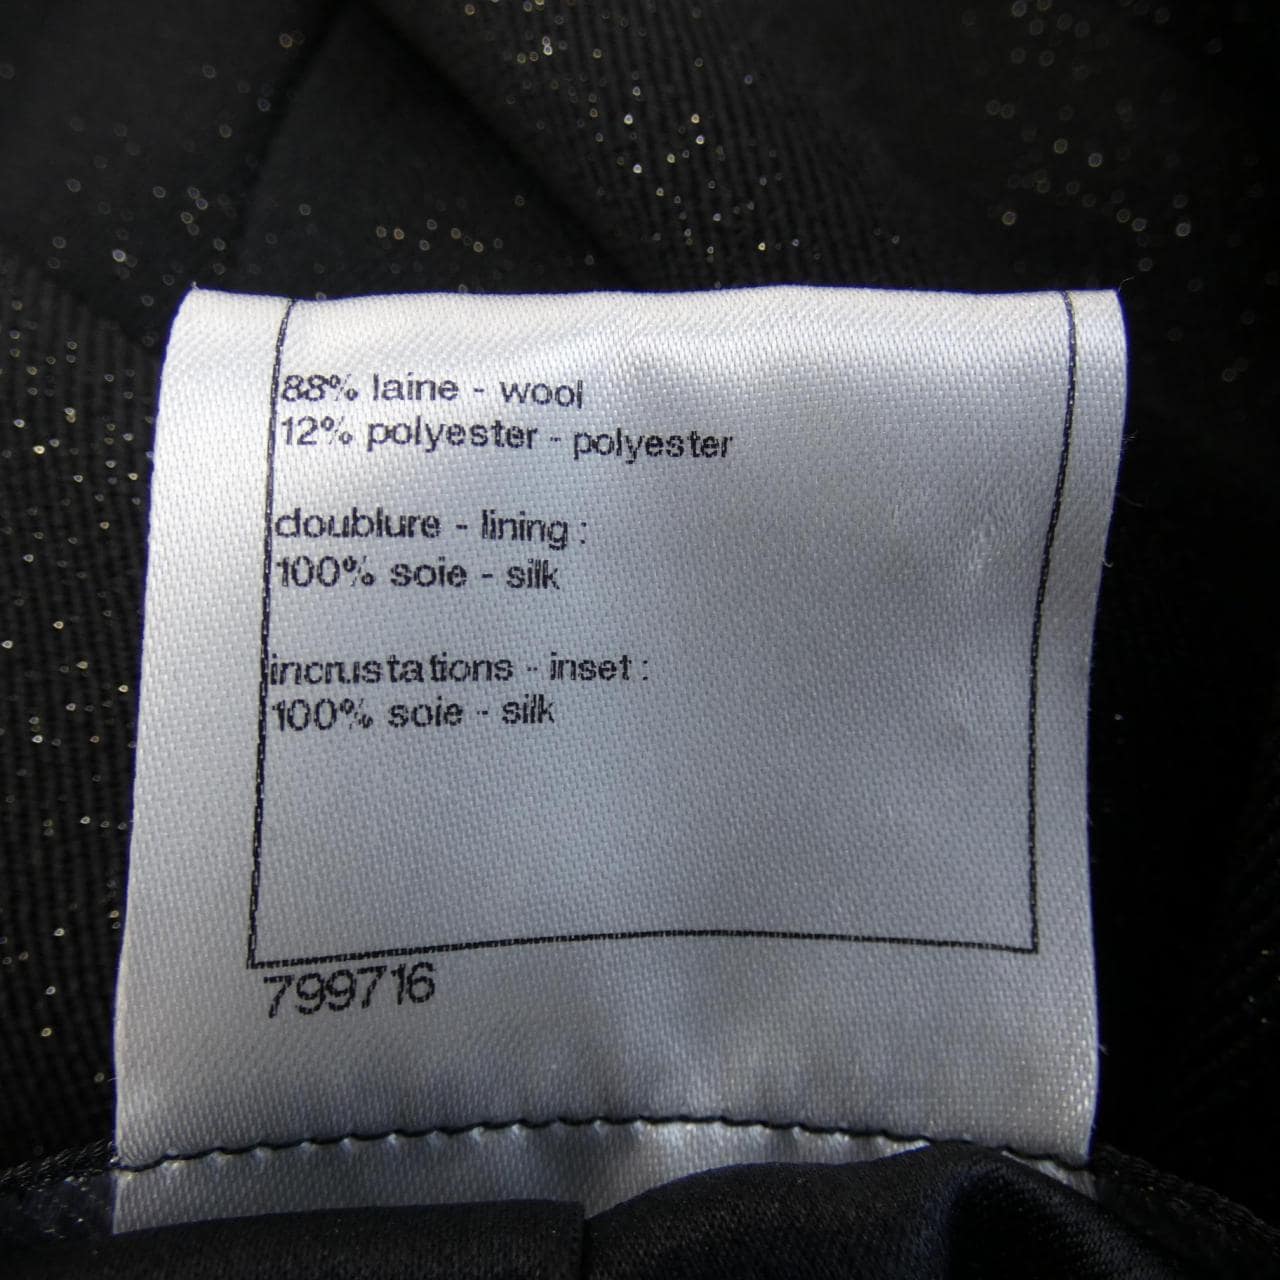 88% laine - wool
12% polyester - polyester
doublure - lining :
100% soie - silk
incrustations - inset :
100% soie - silk
799716